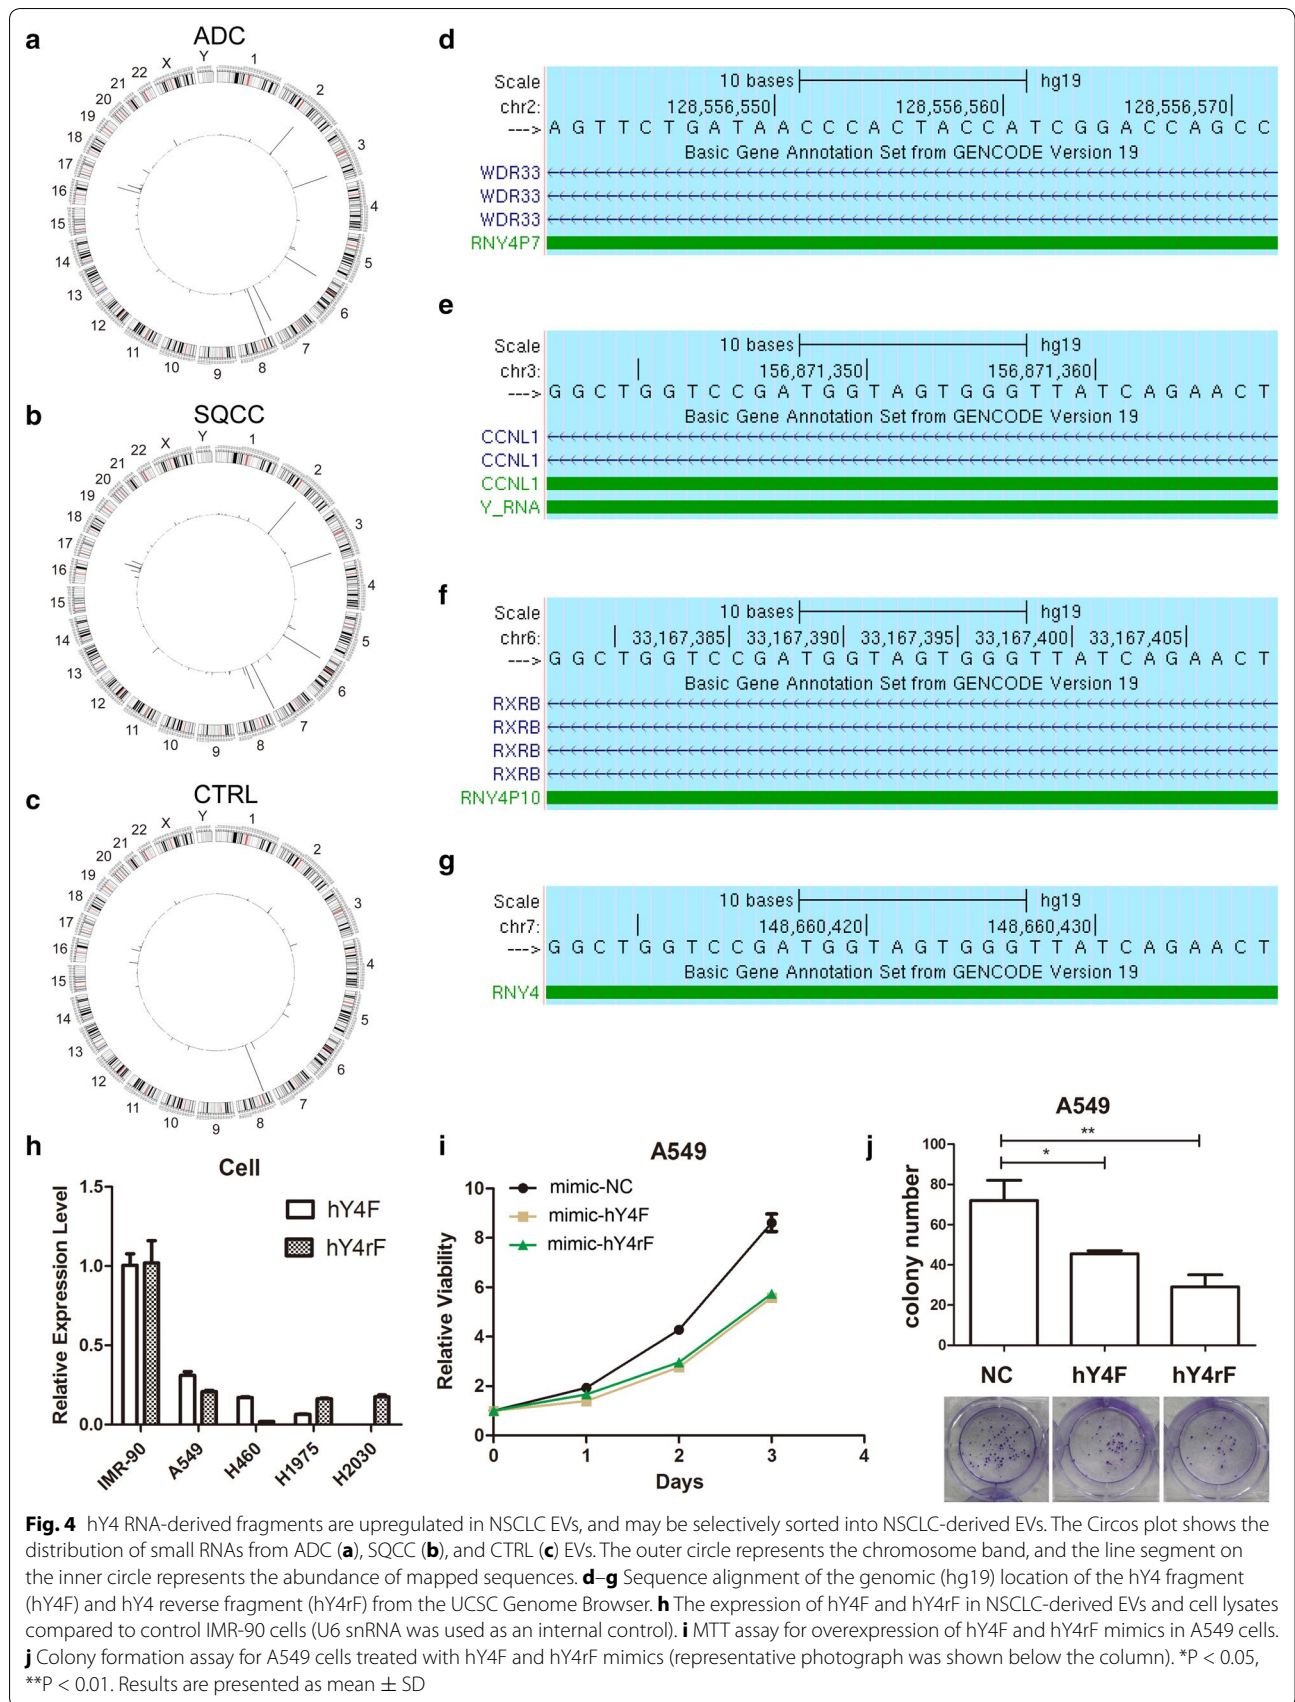 a
ADC
X Y 1 2 3 4 5 6 7 8 9 10 11 12 13 14 15 16 17 18 19 20 21 22
b
SQCC
X Y 1 2 3 4 5 6 7 8 9 10 11 12 13 14 15 16 17 18 19 20 21 22
c
CTRL
X Y 1 2 3 4 5 6 7 8 9 10 11 12 13 14 15 16 17 18 19 20 21 22
d
Scale 10 bases hg19
chr2: 128,556,550 128,556,560 128,556,570
---> A G T T C T G A T A A C C C A C T A C C A T C G G A C C A G C C
Basic Gene Annotation Set from GENCODE Version 19
WDR33
WDR33
WDR33
RNY4P7
e
Scale 10 bases hg19
chr3: 156,871,350 156,871,360
---> G G C T G G T C C G A T G G T A G T G G G T T A T C A G A A C T
Basic Gene Annotation Set from GENCODE Version 19
CCNL1
CCNL1
CCNL1
Y_RNA
f
Scale 10 bases hg19
chr6: 33,167,385 33,167,390 33,167,395 33,167,400 33,167,405
---> G G C T G G T C C G A T G G T A G T G G G T T A T C A G A A C T
Basic Gene Annotation Set from GENCODE Version 19
RXRB
RXRB
RXRB
RXRB
RNY4P10
g
Scale 10 bases hg19
chr7: 148,660,420 148,660,430
---> G G C T G G T C C G A T G G T A G T G G G T T A T C A G A A C T
Basic Gene Annotation Set from GENCODE Version 19
RNY4
h
Cell
Relative Expression Level
1.5
1.0
0.5
0.0
hY4F
hY4rF
IMR-90 A549 H460 H1975 H2030
i
A549
Relative Viability
10
8
6
4
2
0
mimic-NC
mimic-hY4F
mimic-hY4rF
0 1 2 3 4
Days
j
A549
colony number
100
80
60
40
20
0
**
*
NC hY4F hY4rF
Fig. 4 hY4 RNA-derived fragments are upregulated in NSCLC EVs, and may be selectively sorted into NSCLC-derived EVs. The Circos plot shows the
distribution of small RNAs from ADC (a), SQCC (b), and CTRL (c) EVs. The outer circle represents the chromosome band, and the line segment on
the inner circle represents the abundance of mapped sequences. d–g Sequence alignment of the genomic (hg19) location of the hY4 fragment
(hY4F) and hY4 reverse fragment (hY4rF) from the UCSC Genome Browser. h The expression of hY4F and hY4rF in NSCLC-derived EVs and cell lysates
compared to control IMR-90 cells (U6 snRNA was used as an internal control). i MTT assay for overexpression of hY4F and hY4rF mimics in A549 cells.
j Colony formation assay for A549 cells treated with hY4F and hY4rF mimics (representative photograph was shown below the column). *P < 0.05,
**P < 0.01. Results are presented as mean ± SD